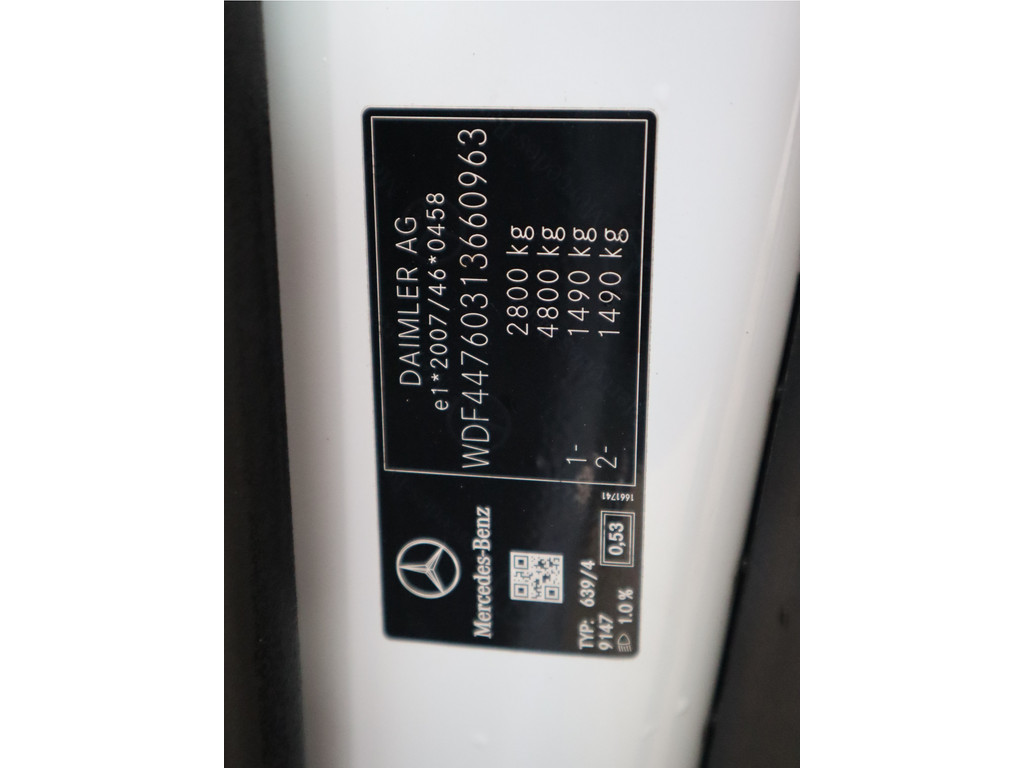 Mercedes-Benz
TYP: 639/4
9147
1.0 %
0,53
1661741
DAIMLER AG
e1*2007/46*0458
WDF44760313660963
2800 kg
4800 kg
1- 1490 kg
2- 1490 kg